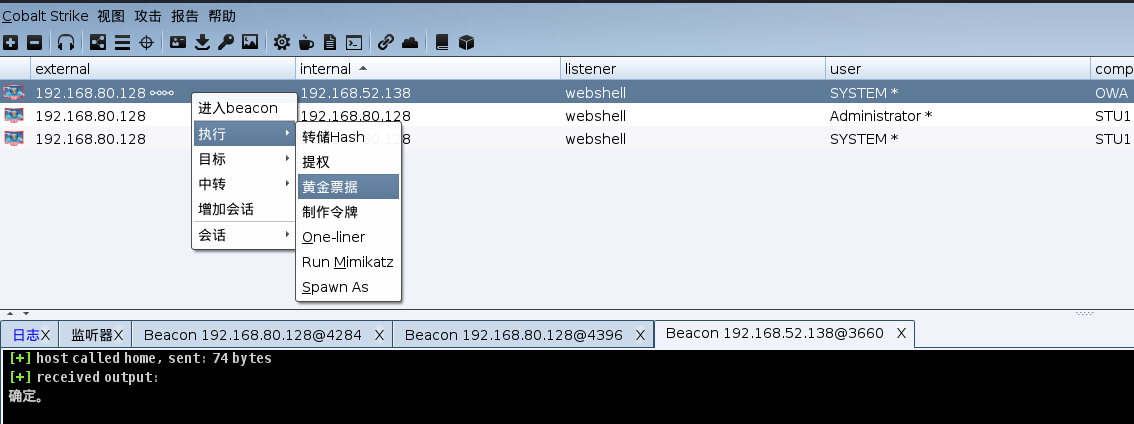 Cobalt Strike 视图 攻击 报告 帮助
external internal listener user comp
192.168.80.128 192.168.52.138 webshell SYSTEM * OWA
192.168.80.128 192.168.80.128 webshell Administrator * STU1
192.168.80.128 webshell SYSTEM * STU1
进入beacon
执行
目标
中转
增加会话
会话
转储Hash
提权
黄金票据
制作令牌
One-liner
Run Mimikatz
Spawn As
日志X 监听器X Beacon 192.168.80.128@4284 X Beacon 192.168.80.128@4396 X Beacon 192.168.52.138@3660 X
[+] host called home, sent: 74 bytes
[+] received output:
确定。